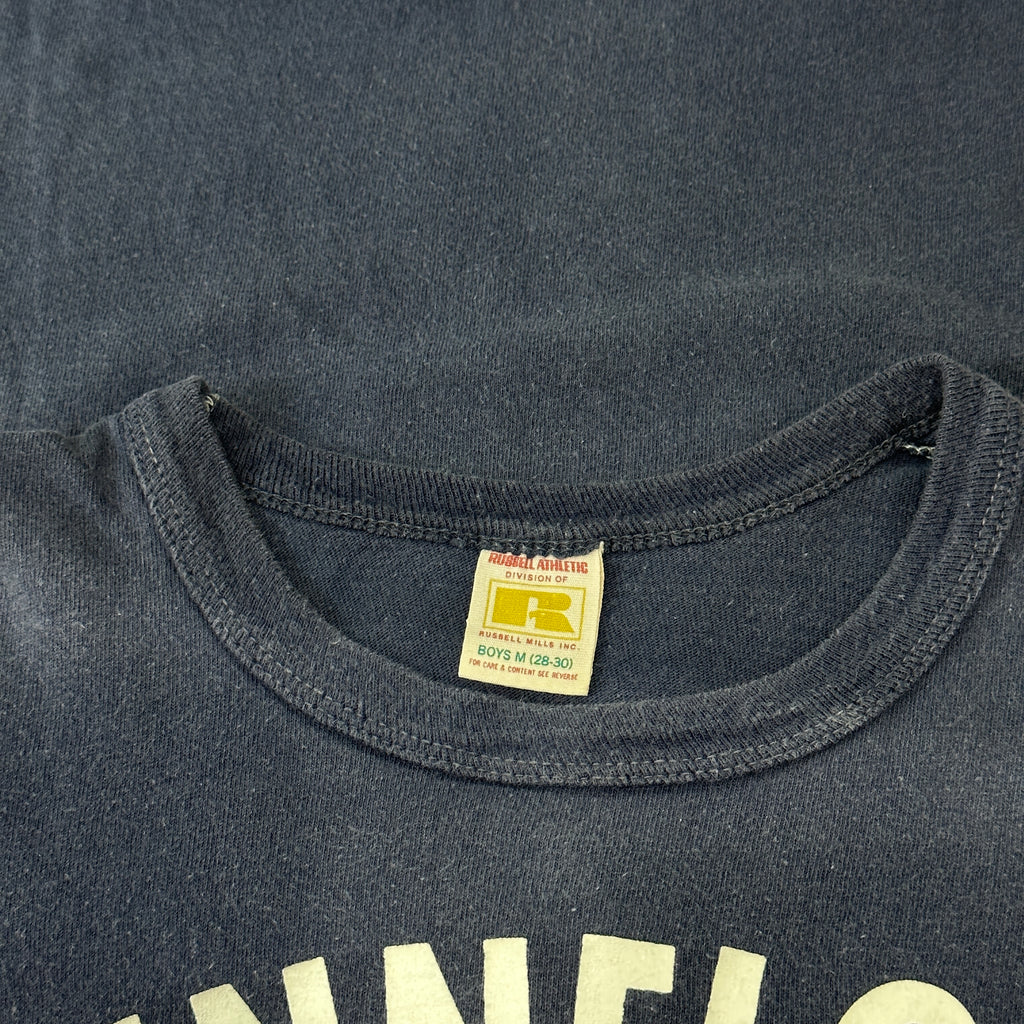 RUSSELL ATHLETIC
DIVISION OF
R
RUSSELL MILLS INC.
BOYS M (28-30)
FOR CARE & CONTENT SEE REVERSE